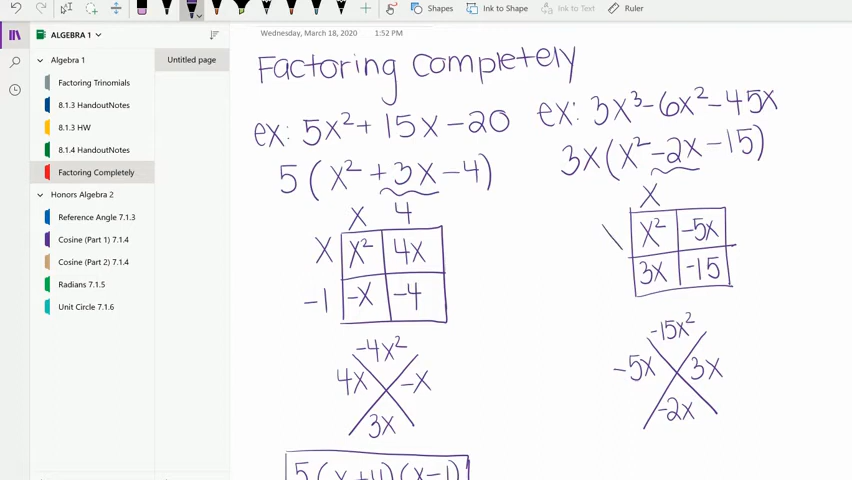 Shapes Ink to Shape Ink to Text Ruler
ALGEBRA 1
Algebra 1
Factoring Trinomials
8.1.3 HandoutNotes
8.1.3 HW
8.1.4 HandoutNotes
Factoring Completely
Honors Algebra 2
Reference Angle 7.1.3
Cosine (Part) 7.1.4
Cosine (Part 2) 7.1.4
Radians 7.1.5
Unit Circle 7.1.6
Untitled page
Wednesday, March 18, 2020 1:52 PM
Factoring Completely
ex: 5x² + 15x - 20
5(x² + 3x - 4)
x 4
x x² 4x
-1 -x -4
-4x²
4x -x
3x
5(x+4)(x-1)
ex: 3x³ - 6x² - 45x
3x(x² - 2x - 15)
x
x² -5x
3x -15
-15x²
-5x 3x
-2x